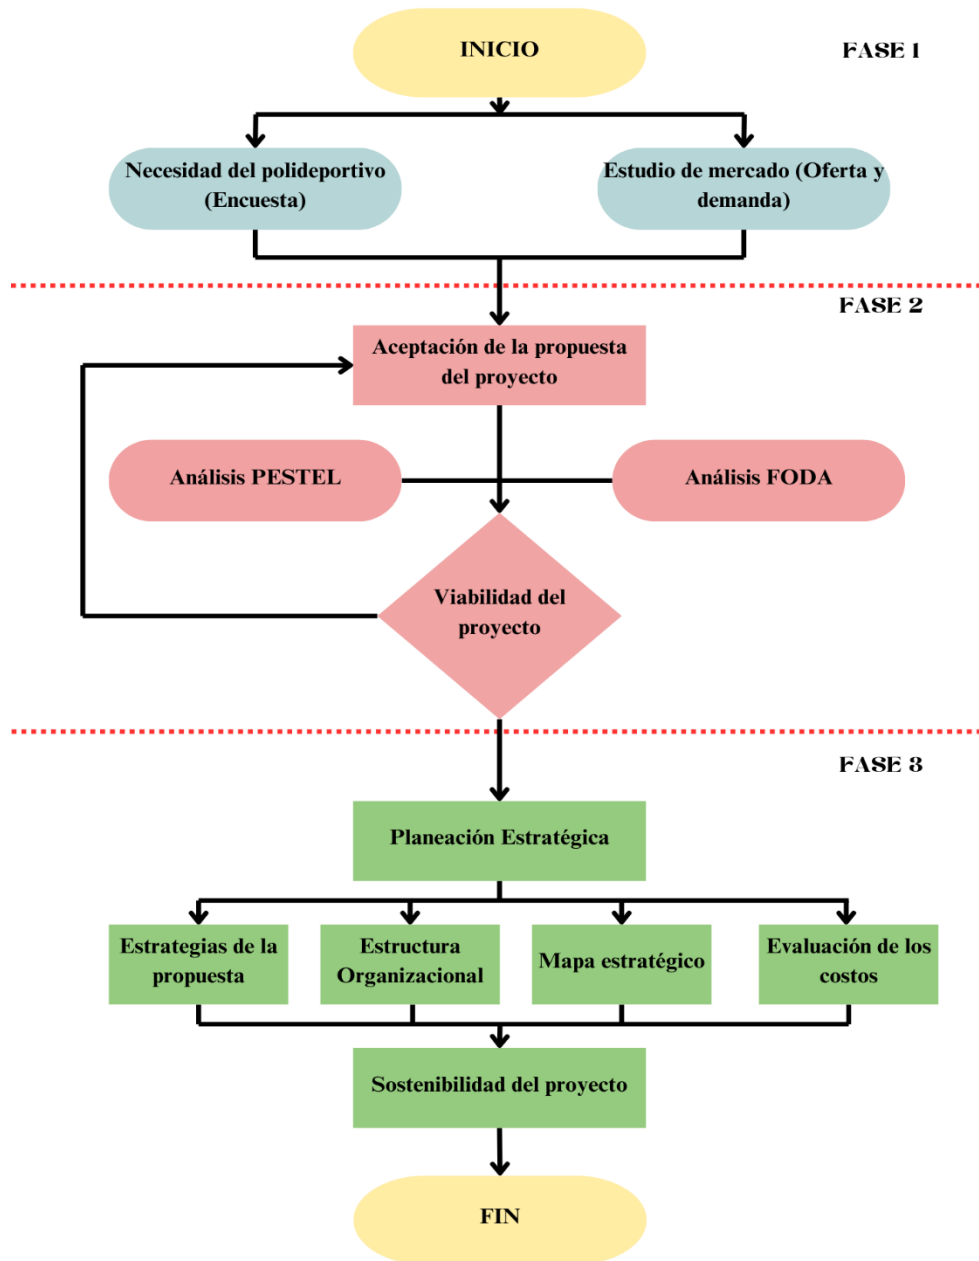 INICIO
FASE 1
Necesidad del polideportivo
(Encuesta)
Estudio de mercado (Oferta y
demanda)
FASE 2
Aceptación de la propuesta
del proyecto
Análisis PESTEL
Análisis FODA
Viabilidad del
proyecto
FASE 3
Planeación Estratégica
Estrategias de la
propuesta
Estructura
Organizacional
Mapa estratégico
Evaluación de los
costos
Sostenibilidad del proyecto
FIN